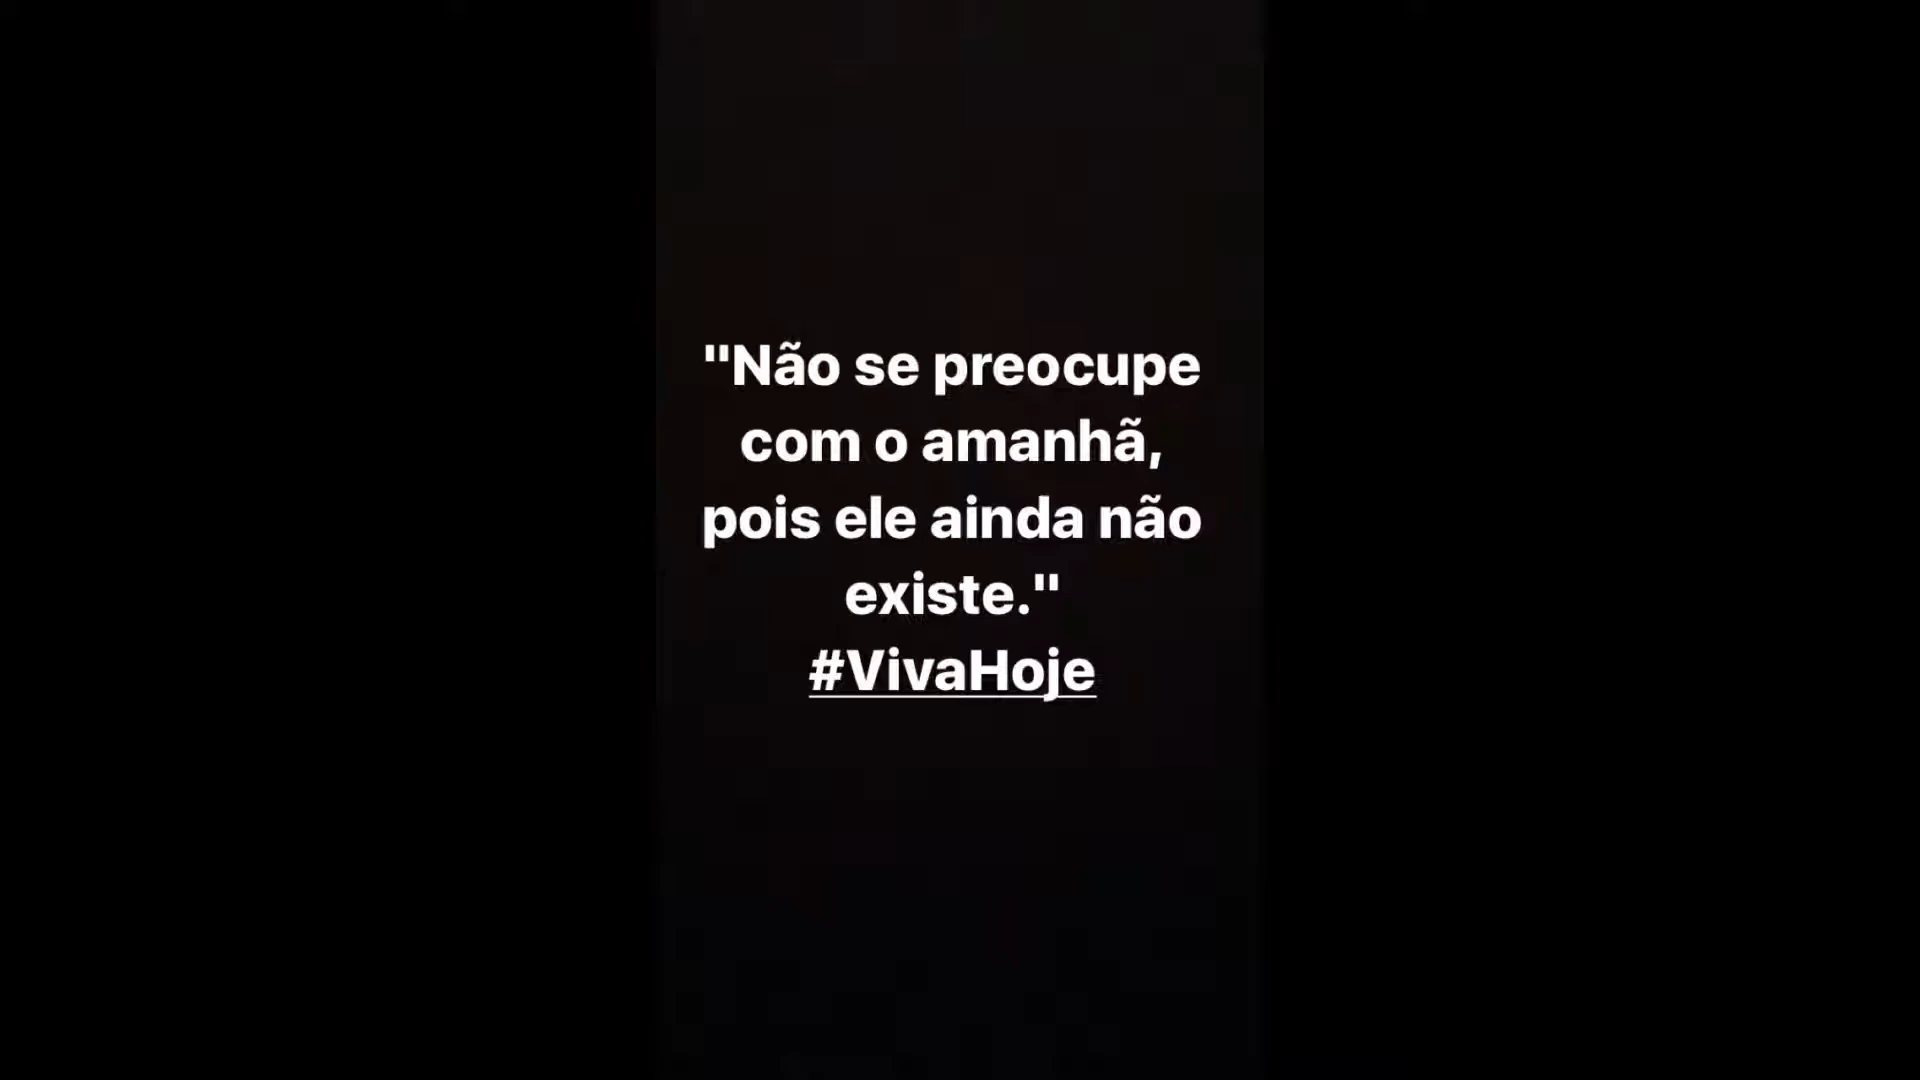 "Não se preocupe
com o amanhã,
pois ele ainda não
existe."
#VivaHoje